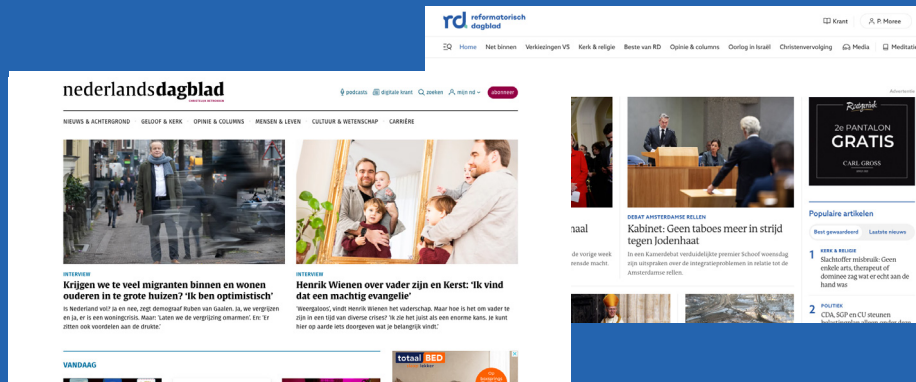 rd. reformatorisch
dagblad
Krant
P. Moree
Home Net binnen Verkiezingen VS Kerk & religie Beste van RD Opinie & columns Oorlog in Israël Christenvervolging Media Meditatie
nederlandsdagblad
CHRISTELIJK BETROKKEN
podcasts digitale krant zoeken mijn nd abonneer
NIEUWS & ACHTERGROND GELOOF & KERK OPINIE & COLUMNS MENSEN & LEVEN CULTUUR & WETENSCHAP CARRIÈRE
INTERVIEW
Krijgen we te veel migranten binnen en wonen
ouderen in te grote huizen? ‘Ik ben optimistisch’
Is Nederland vol? Ja en nee, zegt demograaf Ruben van Gaalen. Ja, we vergrijzen
en ja, er is een woningcrisis. Maar: ‘Laten we de vergrijzing omarmen’. En: ‘Er
zitten ook voordelen aan de drukte.’
INTERVIEW
Henrik Wienen over vader zijn en Kerst: ‘Ik vind
dat een machtig evangelie’
‘Weergaloos’, vindt Henrik Wienen het vaderschap. Maar hoe is het om vader te
zijn in een tijd van diverse crises? ‘Ik zie het juist als een enorme kans. Je kunt
hier op aarde iets doorgeven wat je belangrijk vindt.’
VANDAAG
totaal BED
lekker
Nu
maal
de vorige week
macht.
DEBAT AMSTERDAMSE RELLEN
Kabinet: Geen taboes meer in strijd
tegen Jodenhaat
In een Kamerdebat verduidelijkte premier Schoof woensdag
zijn uitspraken over de integratieproblemen in relatie tot de
Amsterdamse rellen.
Advertentie
2e PANTALON
GRATIS
CARL GROSS
Populaire artikelen
Best gewaardeerd Laatste nieuws
1 KERK & RELIGIE
Slachtoffer misbruik: Geen
enkele arts, therapeut of
dominee zag wat er echt aan de
hand was
2 POLITIEK
CDA, SGP en CU steunen